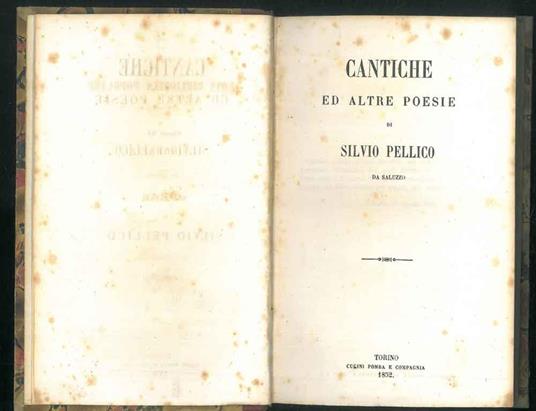 CANTICHE
ED ALTRE POESIE
DI
SILVIO PELLICO
DA SALUZZO
TORINO
CUGINI POMBA E COMPAGNIA
1852.